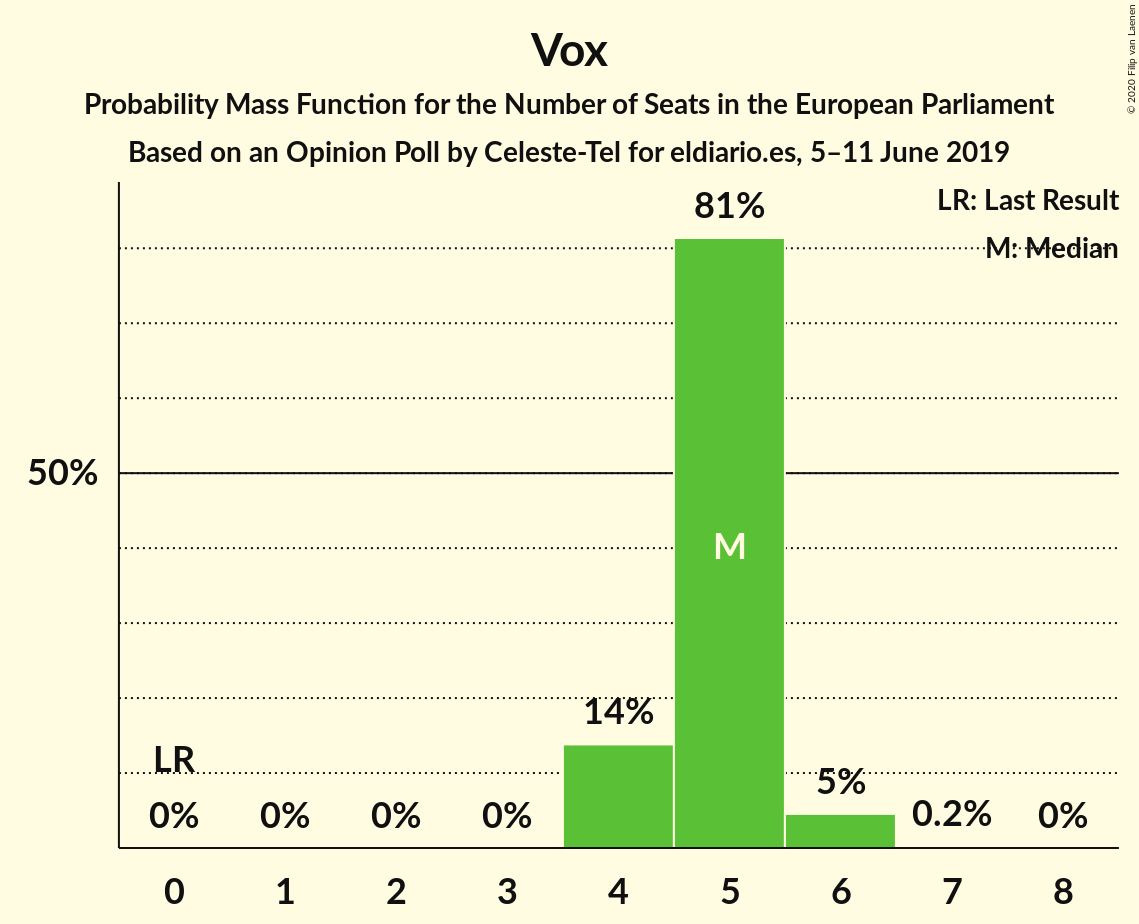 Vox
Probability Mass Function for the Number of Seats in the European Parliament
Based on an Opinion Poll by Celeste-Tel for eldiario.es, 5–11 June 2019
© 2020 Filip van Laenen
LR: Last Result
M: Median
81%
50%
M
14%
LR
5%
0% 0% 0% 0% 0.2% 0%
0 1 2 3 4 5 6 7 8